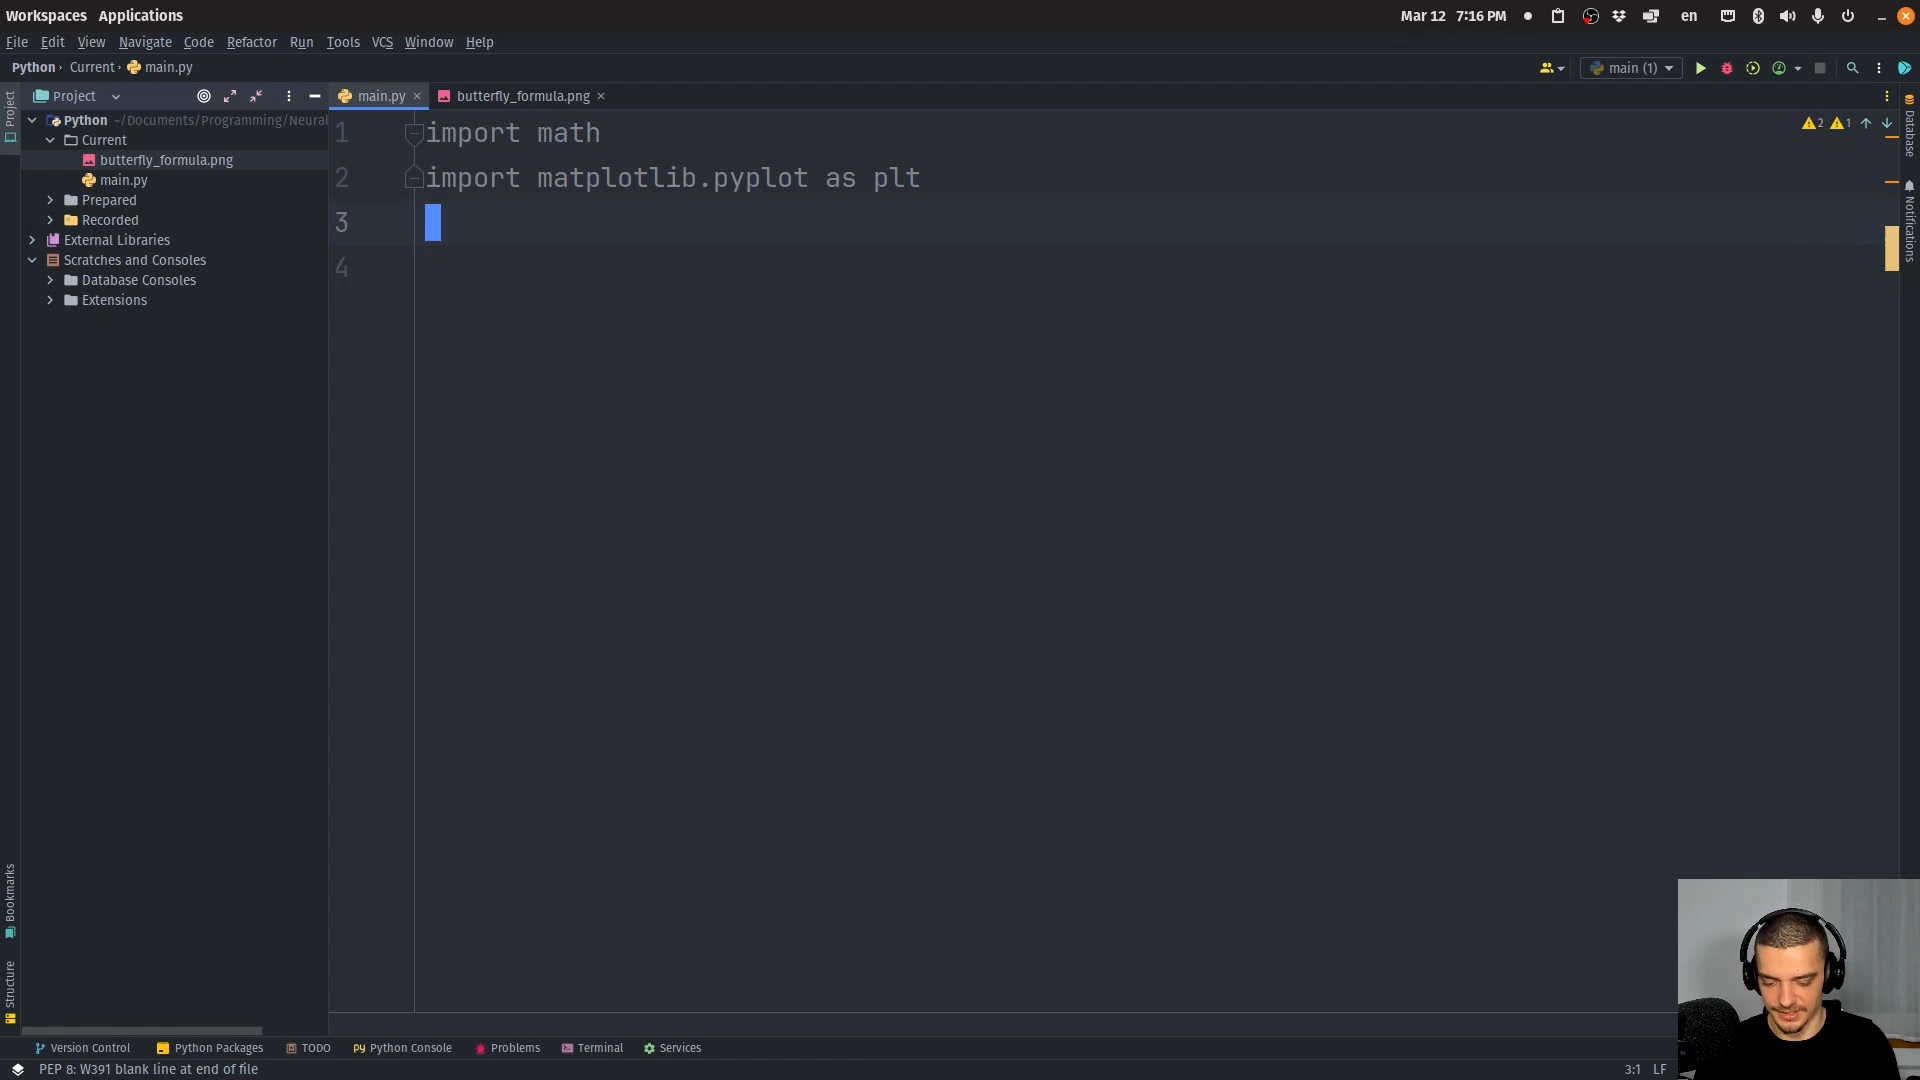 Workspaces Applications Mar 12 7:16 PM en
File Edit View Navigate Code Refactor Run Tools VCS Window Help
Python Current main.py main (1)
Project main.py butterfly_formula.png
Python ~/Documents/Programming/Neural
Current
butterfly_formula.png
main.py
Prepared
Recorded
External Libraries
Scratches and Consoles
Database Consoles
Extensions
1 import math
2 import matplotlib.pyplot as plt
3
4
2 1
Project
Bookmarks
Structure
Database
Notifications
Version Control Python Packages TODO Python Console Problems Terminal Services
PEP 8: W391 blank line at end of file 3:1 LF